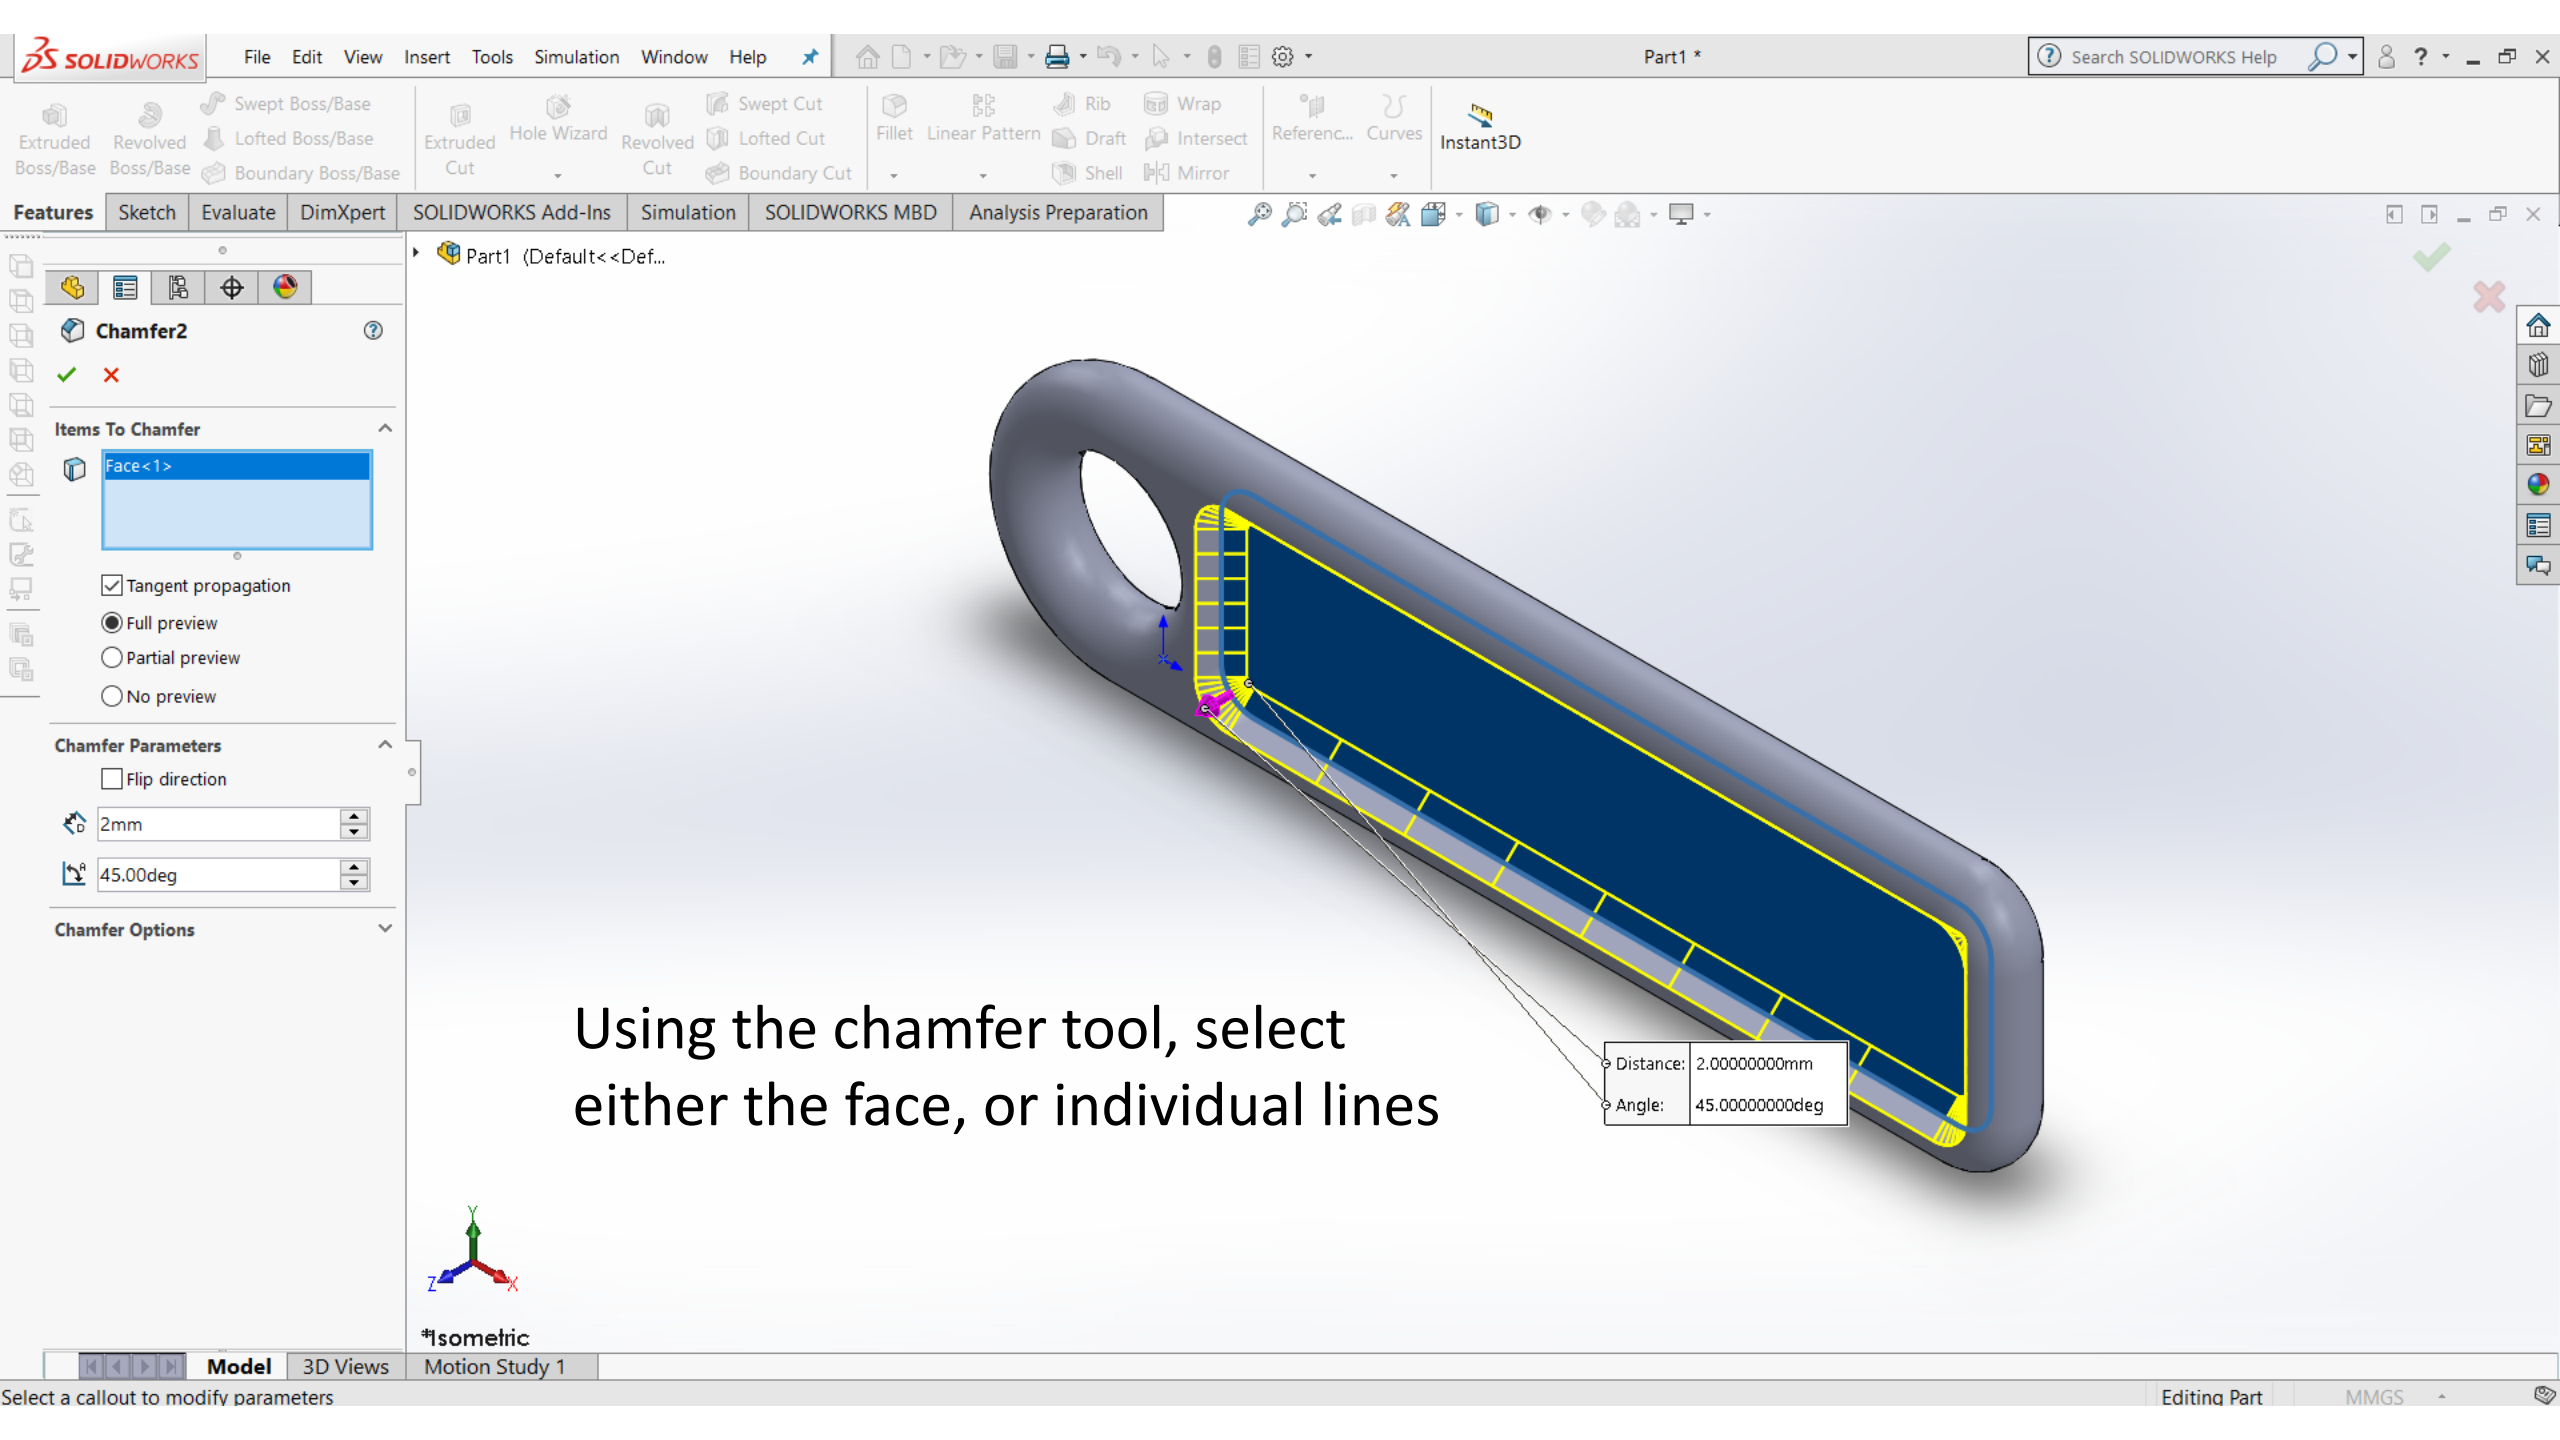 SOLIDWORKS
File Edit View Insert Tools Simulation Window Help
Part1 *
Search SOLIDWORKS Help
?
Extruded Boss/Base
Revolved Boss/Base
Swept Boss/Base
Lofted Boss/Base
Boundary Boss/Base
Extruded Cut
Hole Wizard
Revolved Cut
Swept Cut
Lofted Cut
Boundary Cut
Fillet
Linear Pattern
Rib
Draft
Shell
Wrap
Intersect
Mirror
Referenc...
Curves
Instant3D
Features Sketch Evaluate DimXpert SOLIDWORKS Add-Ins Simulation SOLIDWORKS MBD Analysis Preparation
Part1 (Default<<Def...
Chamfer2
Items To Chamfer
Face<1>
Tangent propagation
Full preview
Partial preview
No preview
Chamfer Parameters
Flip direction
2mm
45.00deg
Chamfer Options
Using the chamfer tool, select
either the face, or individual lines
Distance: 2.00000000mm
Angle: 45.00000000deg
Y
Z X
*Isometric
Model 3D Views Motion Study 1
Select a callout to modify parameters
Editing Part MMGS